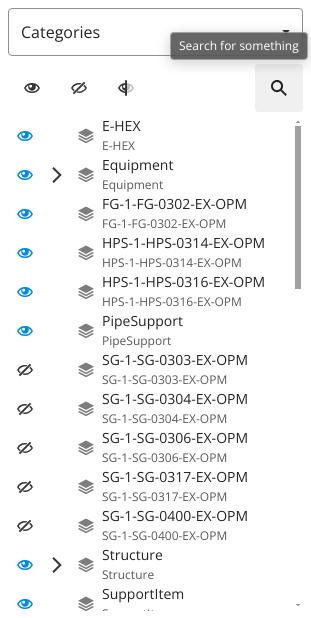 Categories
Search for something
E-HEX
E-HEX
Equipment
Equipment
FG-1-FG-0302-EX-OPM
FG-1-FG-0302-EX-OPM
HPS-1-HPS-0314-EX-OPM
HPS-1-HPS-0314-EX-OPM
HPS-1-HPS-0316-EX-OPM
HPS-1-HPS-0316-EX-OPM
PipeSupport
PipeSupport
SG-1-SG-0303-EX-OPM
SG-1-SG-0303-EX-OPM
SG-1-SG-0304-EX-OPM
SG-1-SG-0304-EX-OPM
SG-1-SG-0306-EX-OPM
SG-1-SG-0306-EX-OPM
SG-1-SG-0317-EX-OPM
SG-1-SG-0317-EX-OPM
SG-1-SG-0400-EX-OPM
SG-1-SG-0400-EX-OPM
Structure
Structure
SupportItem